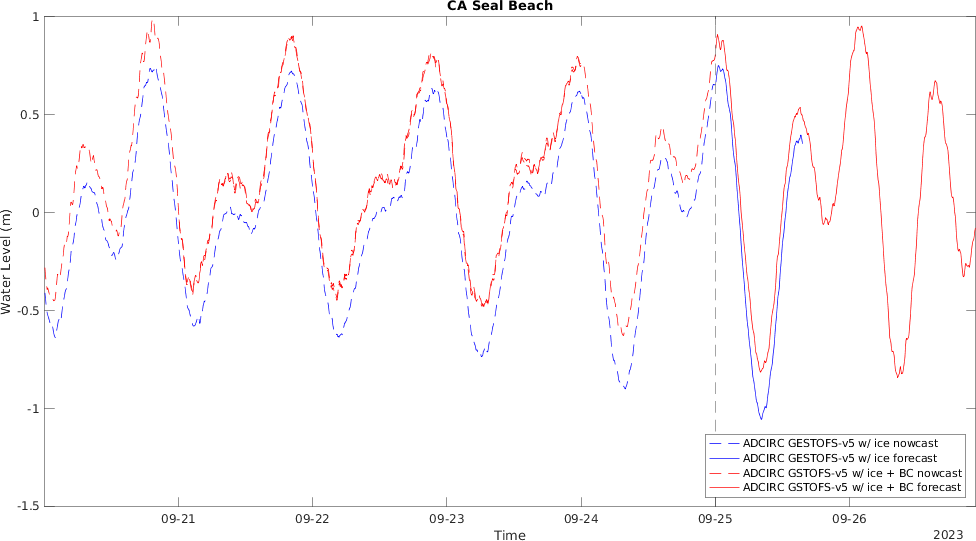 CA Seal Beach
1
0.5
0
-0.5
-1
-1.5
Water Level (m)
ADCIRC GESTOFS-v5 w/ ice nowcast
ADCIRC GESTOFS-v5 w/ ice forecast
ADCIRC GSTOFS-v5 w/ ice + BC nowcast
ADCIRC GSTOFS-v5 w/ ice + BC forecast
09-21 09-22 09-23 09-24 09-25 09-26
Time
2023